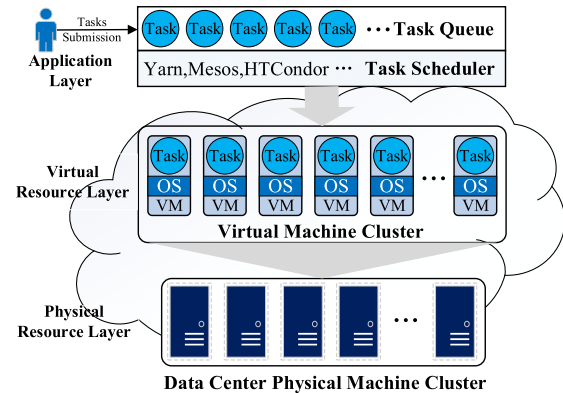 Tasks
Submission
Application
Layer
Task Task Task Task Task ··· Task Queue
Yarn,Mesos,HTCondor ··· Task Scheduler
Virtual
Resource Layer
Task Task Task Task Task ··· Task
OS OS OS OS OS OS
VM VM VM VM VM VM
Virtual Machine Cluster
Physical
Resource Layer
···
Data Center Physical Machine Cluster